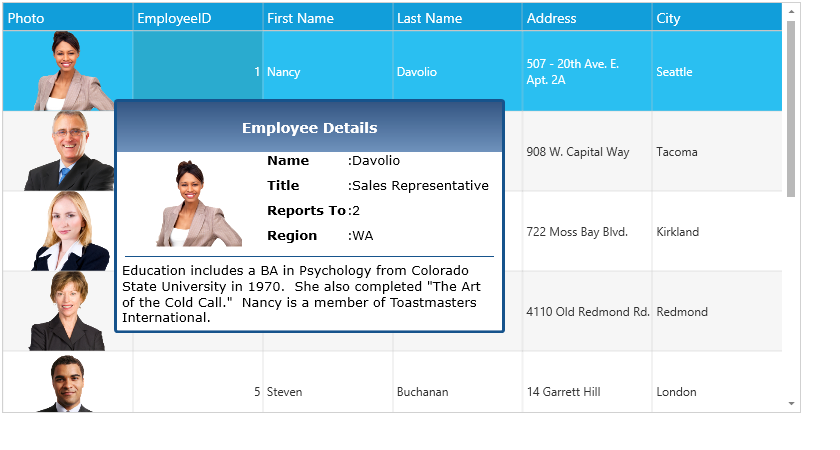 Photo EmployeeID First Name Last Name Address City
1 Nancy Davolio 507 - 20th Ave. E.
Apt. 2A Seattle
Employee Details
Name :Davolio
Title :Sales Representative
Reports To :2
Region :WA
Education includes a BA in Psychology from Colorado
State University in 1970.  She also completed "The Art
of the Cold Call."  Nancy is a member of Toastmasters
International.
908 W. Capital Way Tacoma
722 Moss Bay Blvd. Kirkland
4110 Old Redmond Rd. Redmond
5 Steven Buchanan 14 Garrett Hill London